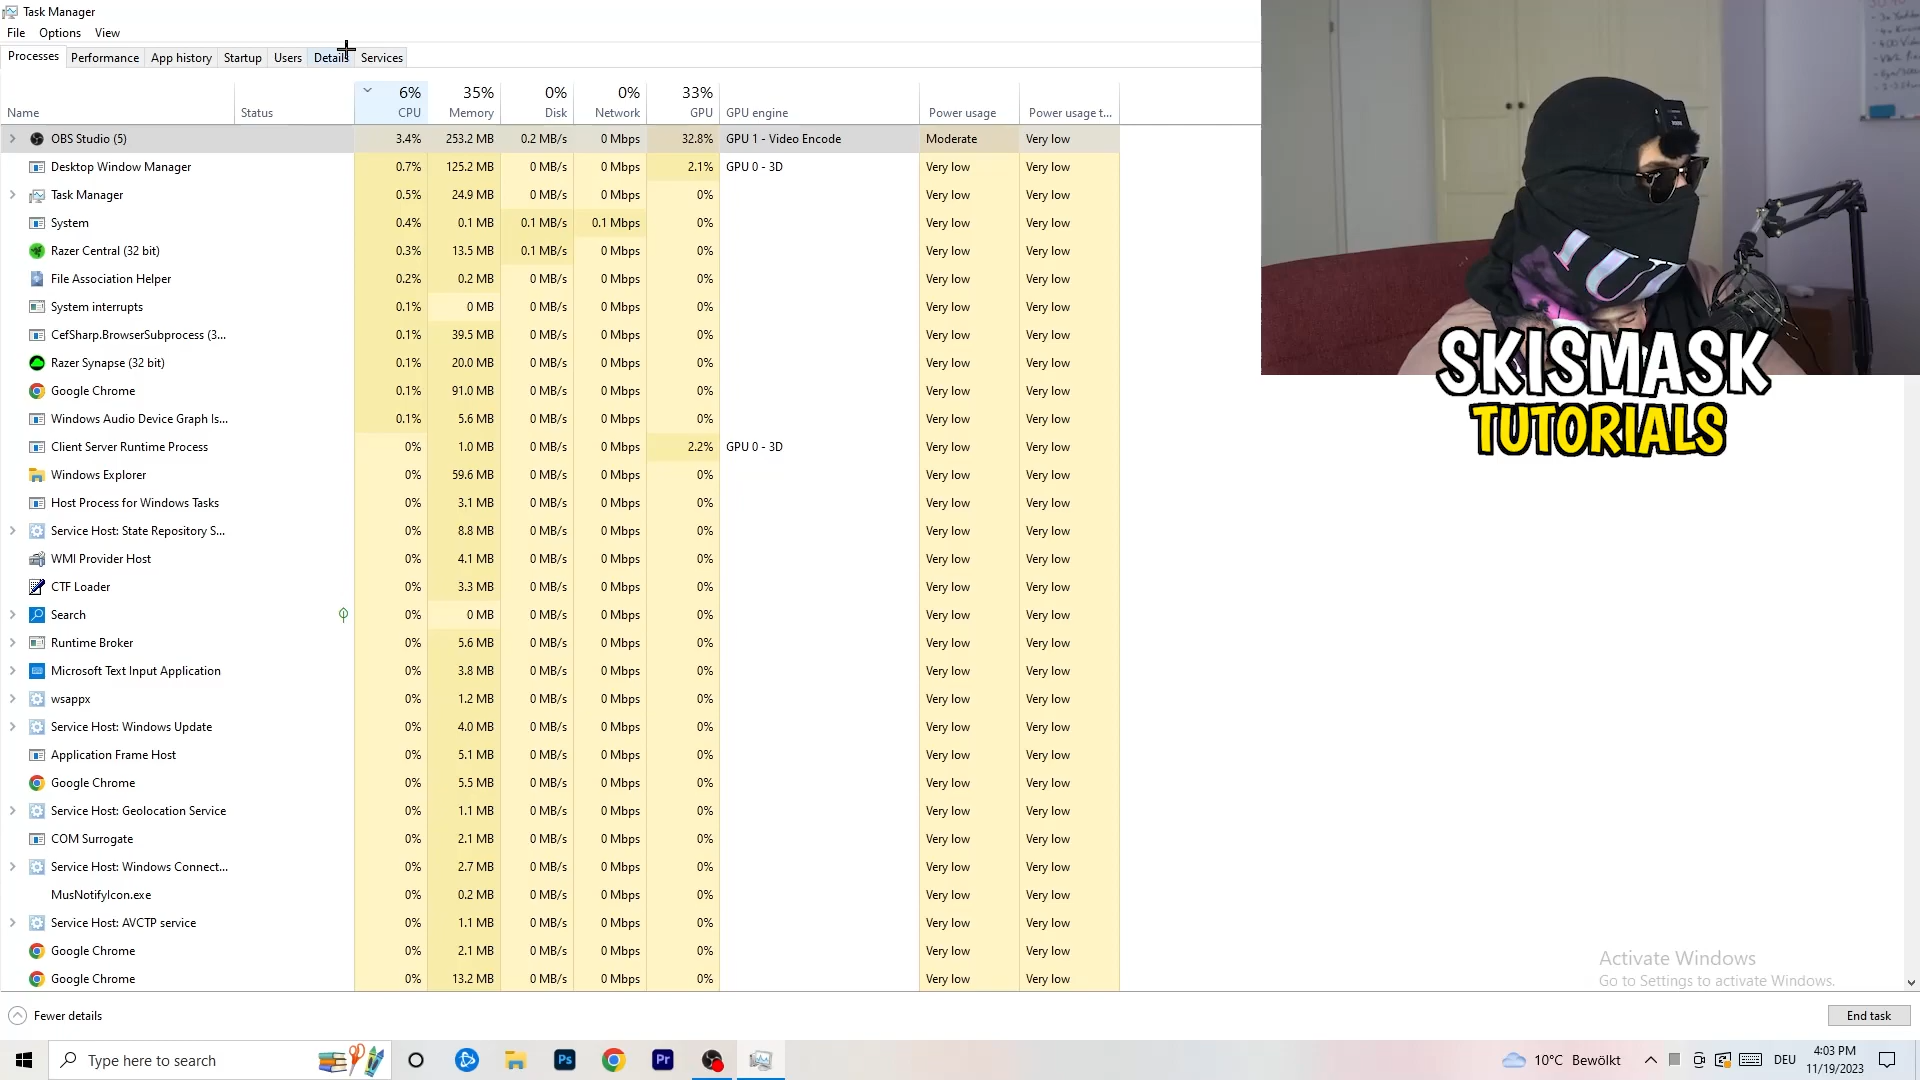 Task Manager
File Options View
Processes Performance App history Startup Users Details Services
6% 35% 0% 0% 33%
Name Status CPU Memory Disk Network GPU GPU engine Power usage Power usage t...
OBS Studio (5) 3.4% 253.2 MB 0.2 MB/s 0 Mbps 32.8% GPU 1 - Video Encode Moderate Very low
Desktop Window Manager 0.7% 125.2 MB 0 MB/s 0 Mbps 2.1% GPU 0 - 3D Very low Very low
Task Manager 0.5% 24.9 MB 0 MB/s 0 Mbps 0% Very low Very low
System 0.4% 0.1 MB 0.1 MB/s 0.1 Mbps 0% Very low Very low
Razer Central (32 bit) 0.3% 13.5 MB 0.1 MB/s 0 Mbps 0% Very low Very low
File Association Helper 0.2% 0.2 MB 0 MB/s 0 Mbps 0% Very low Very low
System interrupts 0.1% 0 MB 0 MB/s 0 Mbps 0% Very low Very low
CefSharp.BrowserSubprocess (3... 0.1% 39.5 MB 0 MB/s 0 Mbps 0% Very low Very low
Razer Synapse (32 bit) 0.1% 20.0 MB 0 MB/s 0 Mbps 0% Very low Very low
Google Chrome 0.1% 91.0 MB 0 MB/s 0 Mbps 0% Very low Very low
Windows Audio Device Graph Is... 0.1% 5.6 MB 0 MB/s 0 Mbps 0% Very low Very low
Client Server Runtime Process 0% 1.0 MB 0 MB/s 0 Mbps 2.2% GPU 0 - 3D Very low Very low
Windows Explorer 0% 59.6 MB 0 MB/s 0 Mbps 0% Very low Very low
Host Process for Windows Tasks 0% 3.1 MB 0 MB/s 0 Mbps 0% Very low Very low
Service Host: State Repository S... 0% 8.8 MB 0 MB/s 0 Mbps 0% Very low Very low
WMI Provider Host 0% 4.1 MB 0 MB/s 0 Mbps 0% Very low Very low
CTF Loader 0% 3.3 MB 0 MB/s 0 Mbps 0% Very low Very low
Search 0% 0 MB 0 MB/s 0 Mbps 0% Very low Very low
Runtime Broker 0% 5.6 MB 0 MB/s 0 Mbps 0% Very low Very low
Microsoft Text Input Application 0% 3.8 MB 0 MB/s 0 Mbps 0% Very low Very low
wsappx 0% 1.2 MB 0 MB/s 0 Mbps 0% Very low Very low
Service Host: Windows Update 0% 4.0 MB 0 MB/s 0 Mbps 0% Very low Very low
Application Frame Host 0% 5.1 MB 0 MB/s 0 Mbps 0% Very low Very low
Google Chrome 0% 5.5 MB 0 MB/s 0 Mbps 0% Very low Very low
Service Host: Geolocation Service 0% 1.1 MB 0 MB/s 0 Mbps 0% Very low Very low
COM Surrogate 0% 2.1 MB 0 MB/s 0 Mbps 0% Very low Very low
Service Host: Windows Connect... 0% 2.7 MB 0 MB/s 0 Mbps 0% Very low Very low
MusNotifyIcon.exe 0% 0.2 MB 0 MB/s 0 Mbps 0% Very low Very low
Service Host: AVCTP service 0% 1.1 MB 0 MB/s 0 Mbps 0% Very low Very low
Google Chrome 0% 2.1 MB 0 MB/s 0 Mbps 0% Very low Very low
Google Chrome 0% 13.2 MB 0 MB/s 0 Mbps 0% Very low Very low
SKISMASK
TUTORIALS
Activate Windows
Go to Settings to activate Windows.
Fewer details End task
Type here to search Ps Pr 10°C Bewölkt DEU 4:03 PM
11/19/2023